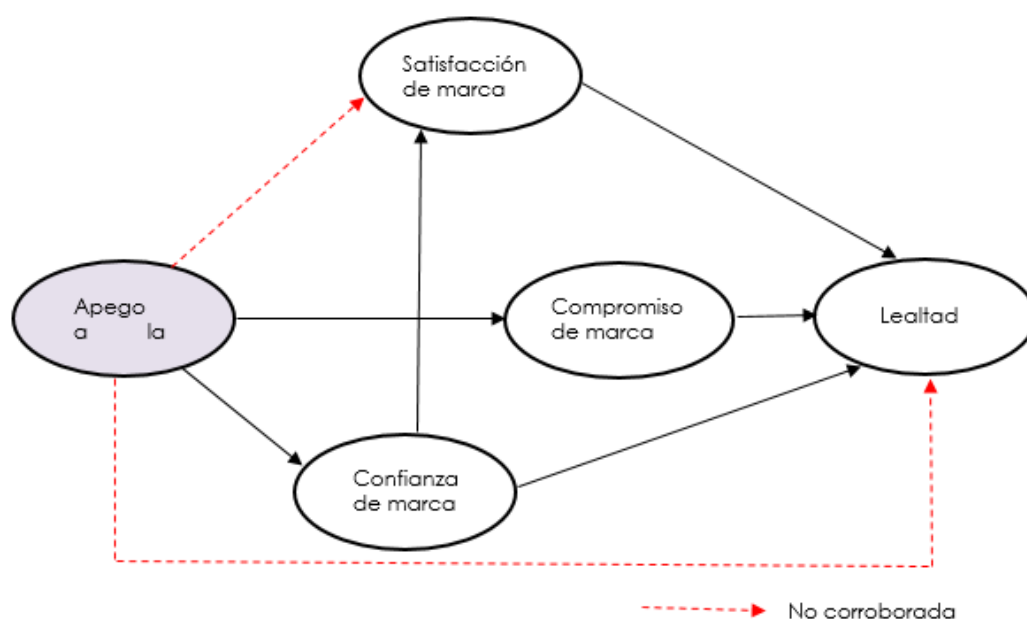 Satisfacción
de marca
Apego
a la
Compromiso
de marca
Lealtad
Confianza
de marca
No corroborada